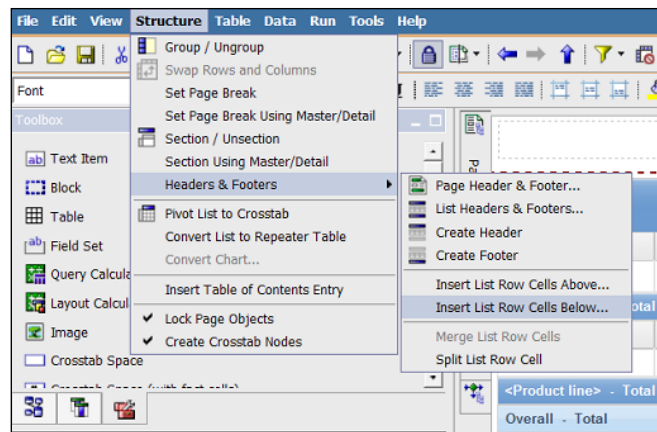 File Edit View Structure Table Data Run Tools Help
Group / Ungroup
Swap Rows and Columns
Set Page Break
Set Page Break Using Master/Detail
Section / Unsection
Section Using Master/Detail
Headers & Footers
Pivot List to Crosstab
Convert List to Repeater Table
Convert Chart...
Insert Table of Contents Entry
Lock Page Objects
Create Crosstab Nodes
Font
Toolbox
ab Text Item
Block
Table
ab Field Set
Query Calcula
Layout Calcul
Image
Crosstab Space
Page Header & Footer...
List Headers & Footers...
Create Header
Create Footer
Insert List Row Cells Above...
Insert List Row Cells Below...
Merge List Row Cells
Split List Row Cell
Pa
otal
<Product line> - Total
Overall - Total